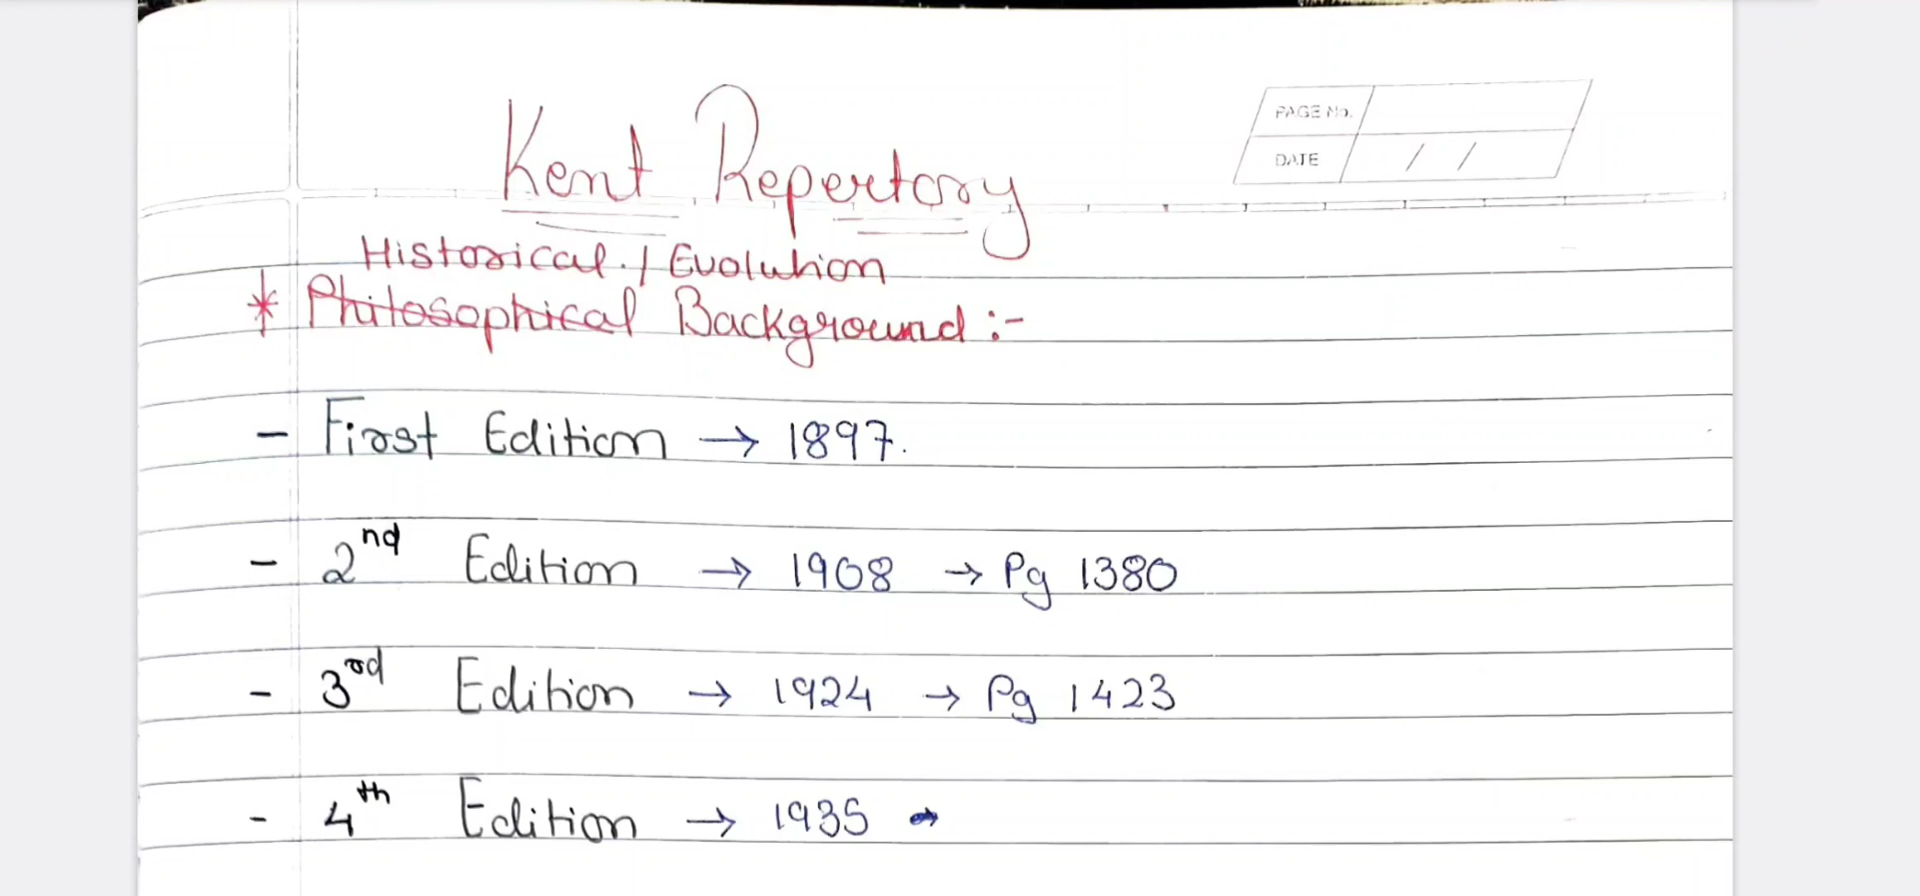 Kent Repertory
PAGE No.
DATE / /
Historical / Evolution
* Philosophical Background :-
- First Edition → 1897.
- 2nd Edition → 1908 → Pg 1380
- 3rd Edition → 1924 → Pg 1423
- 4th Edition → 1935 →